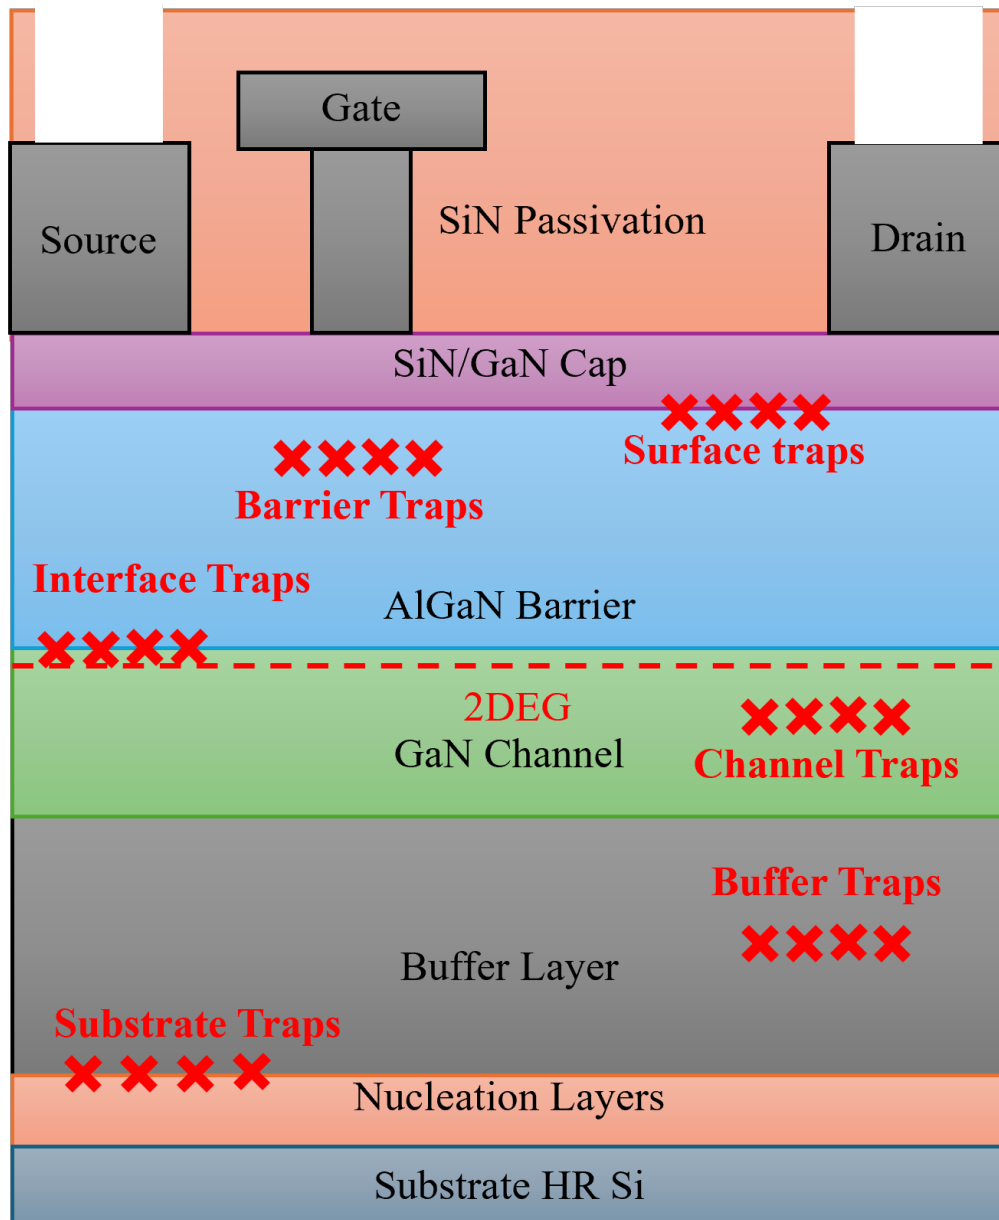 Gate
SiN Passivation
Source
Drain
SiN/GaN Cap
Surface traps
Barrier Traps
Interface Traps
AlGaN Barrier
2DEG
GaN Channel
Channel Traps
Buffer Traps
Buffer Layer
Substrate Traps
Nucleation Layers
Substrate HR Si